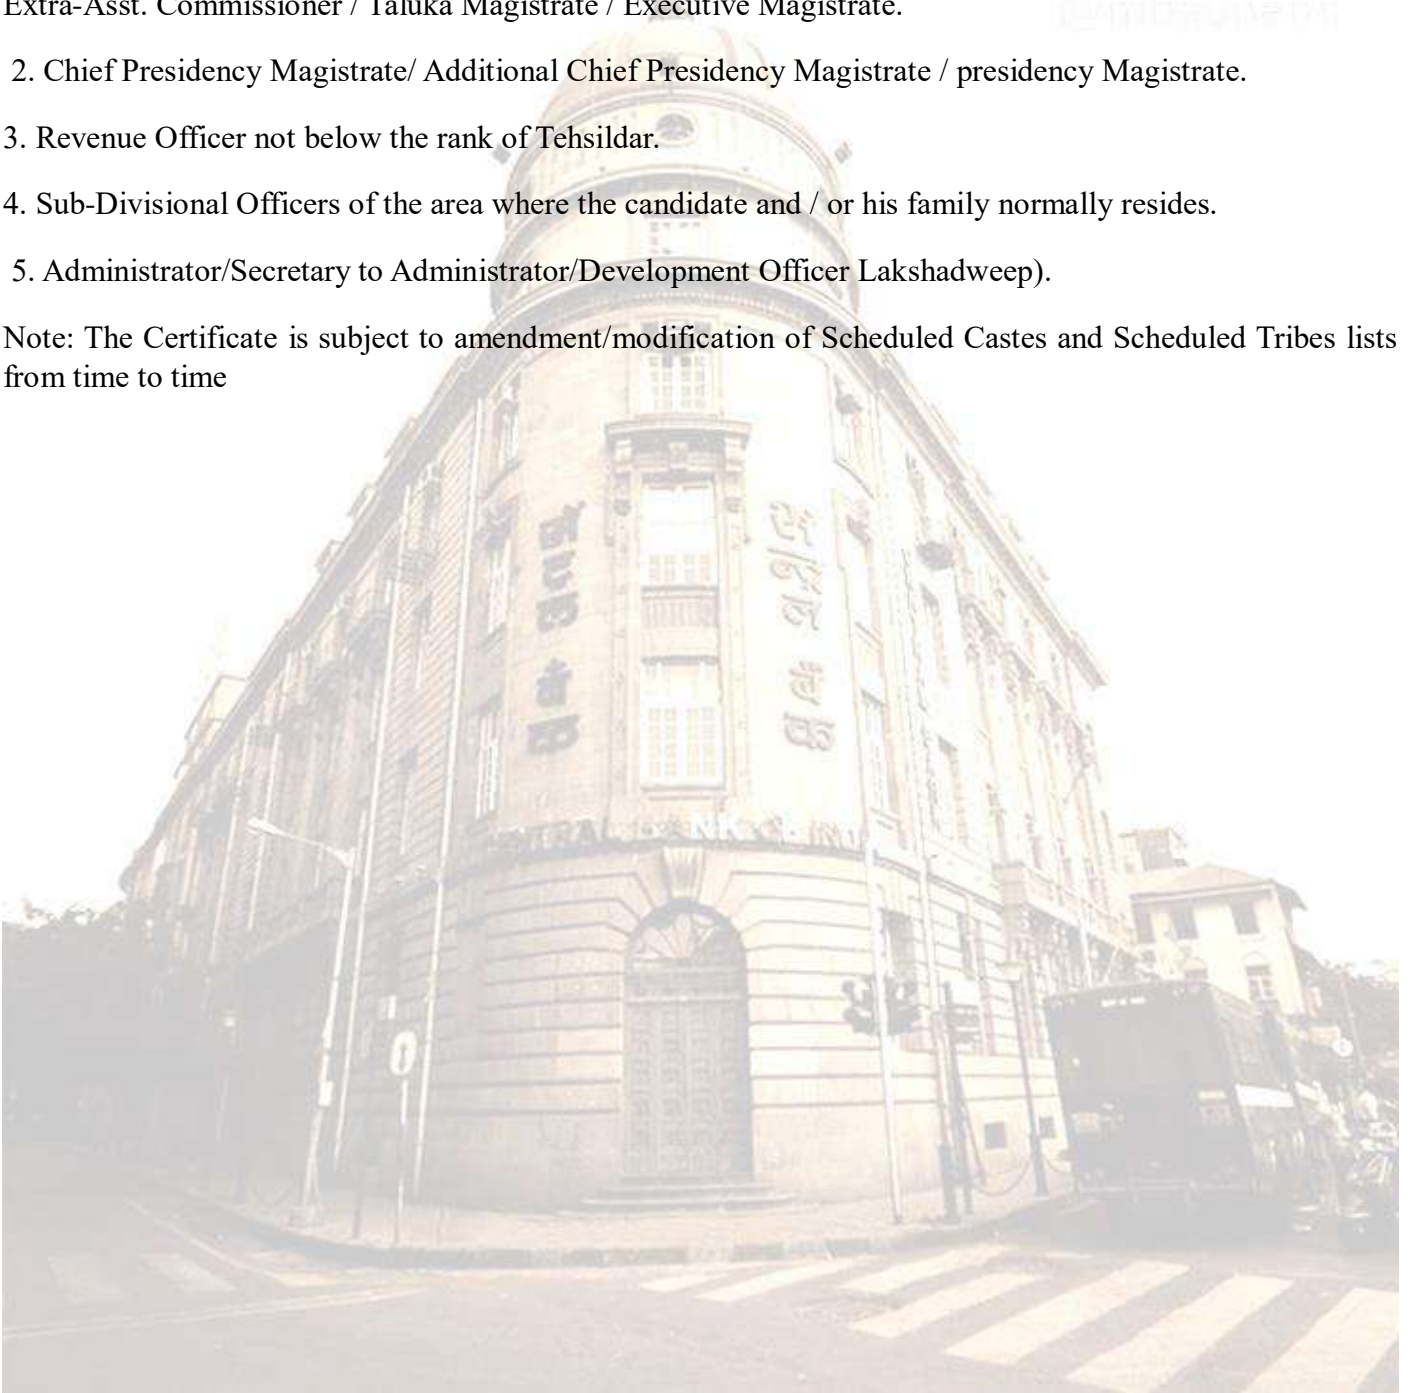 Extra-Asst. Commissioner / Taluka Magistrate / Executive Magistrate.
2. Chief Presidency Magistrate/ Additional Chief Presidency Magistrate / presidency Magistrate.
3. Revenue Officer not below the rank of Tehsildar.
4. Sub-Divisional Officers of the area where the candidate and / or his family normally resides.
5. Administrator/Secretary to Administrator/Development Officer Lakshadweep).
Note: The Certificate is subject to amendment/modification of Scheduled Castes and Scheduled Tribes lists
from time to time